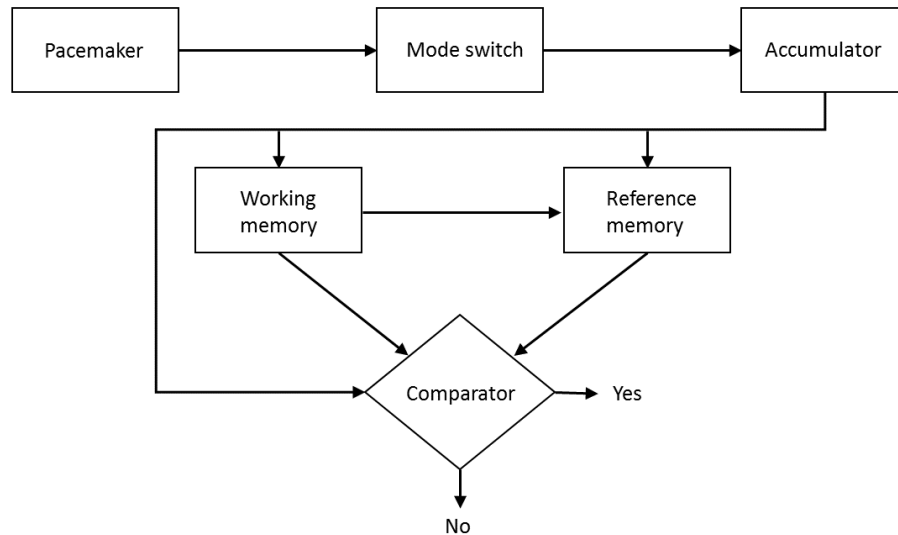 Pacemaker
Mode switch
Accumulator
Working
memory
Reference
memory
Comparator
Yes
No